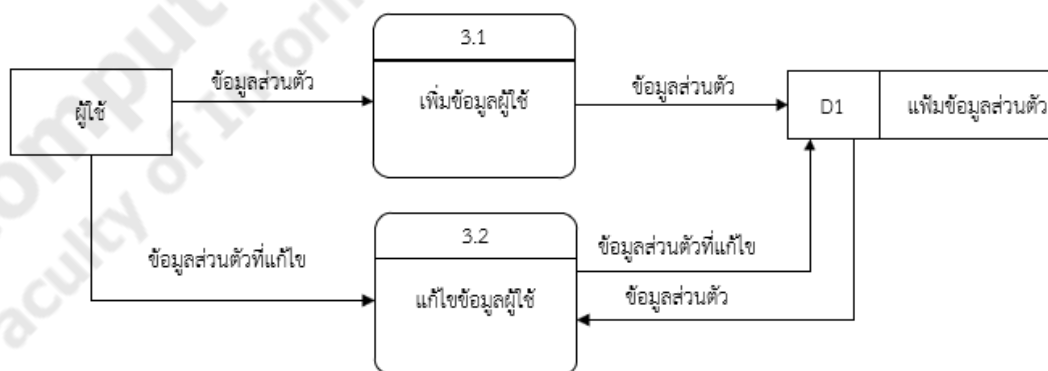 3.1
ข้อมูลส่วนตัว
ข้อมูลส่วนตัว
ผู้ใช้
เพิ่มข้อมูลผู้ใช้
D1
แฟ้มข้อมูลส่วนตัว
3.2
ข้อมูลส่วนตัวที่แก้ไข
ข้อมูลส่วนตัวที่แก้ไข
แก้ไขข้อมูลผู้ใช้
ข้อมูลส่วนตัว